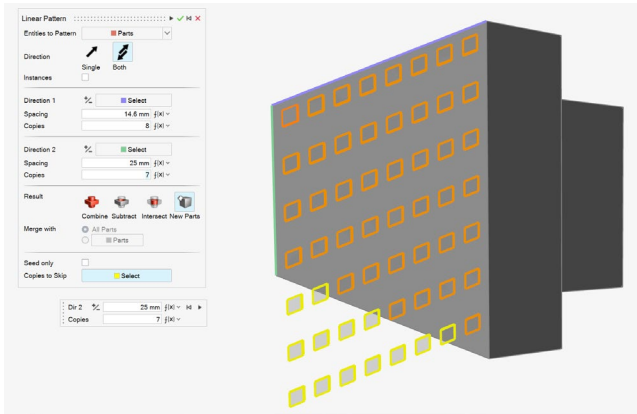 Linear Pattern
Entities to Pattern Parts
Direction
Single Both
Instances
Direction 1 Select
Spacing 14.6 mm ƒ(x)
Copies 8 ƒ(x)
Direction 2 Select
Spacing 25 mm ƒ(x)
Copies 7 ƒ(x)
Result
Combine Subtract Intersect New Parts
Merge with All Parts
Parts
Seed only
Copies to Skip Select
Dir 2 25 mm ƒ(x)
Copies 7 ƒ(x)